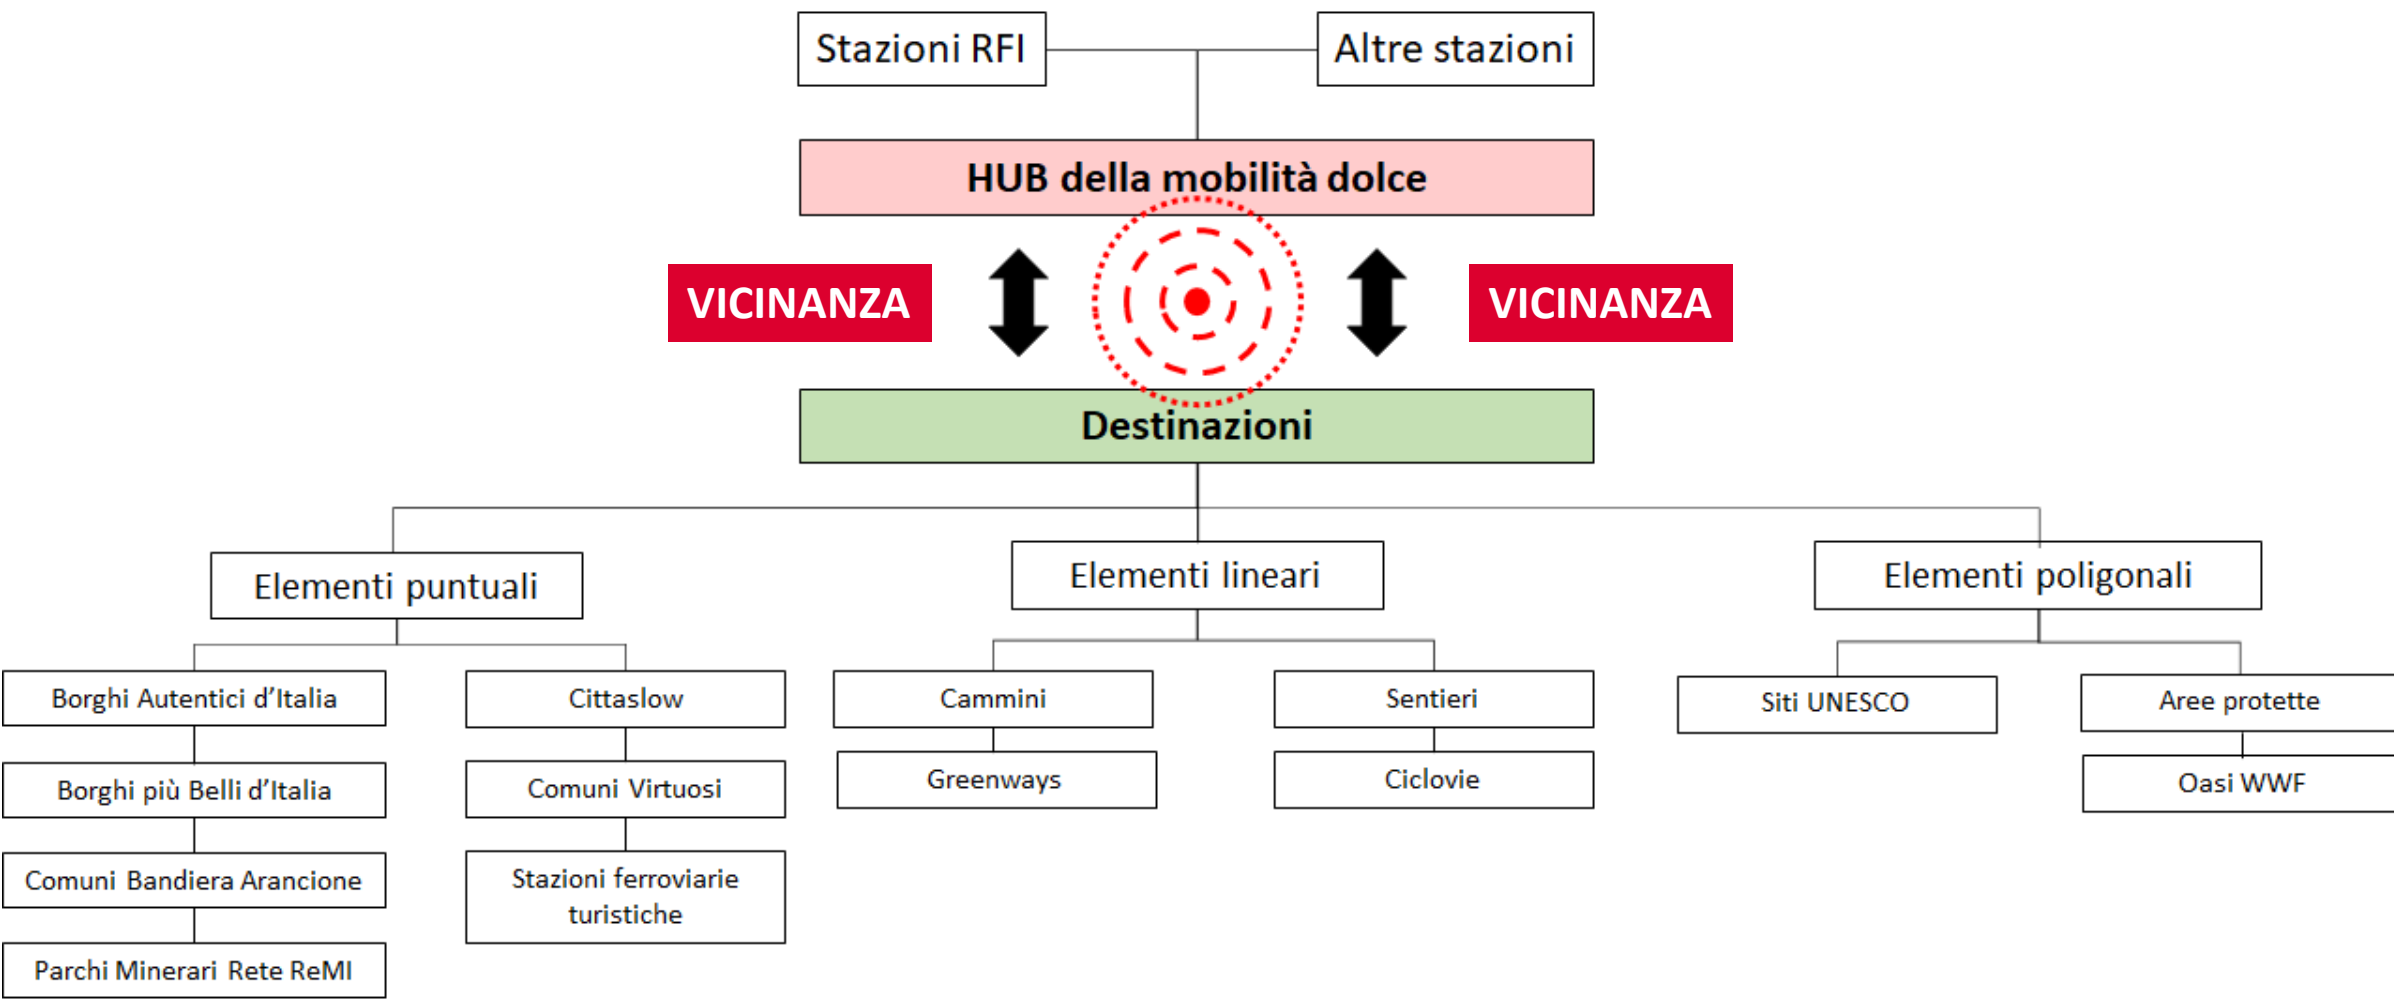 Stazioni RFI
Altre stazioni
HUB della mobilità dolce
VICINANZA
VICINANZA
Destinazioni
Elementi puntuali
Elementi lineari
Elementi poligonali
Borghi Autentici d’Italia
Borghi più Belli d’Italia
Comuni Bandiera Arancione
Parchi Minerari Rete ReMI
Cittaslow
Comuni Virtuosi
Stazioni ferroviarie
turistiche
Cammini
Greenways
Sentieri
Ciclovie
Siti UNESCO
Aree protette
Oasi WWF